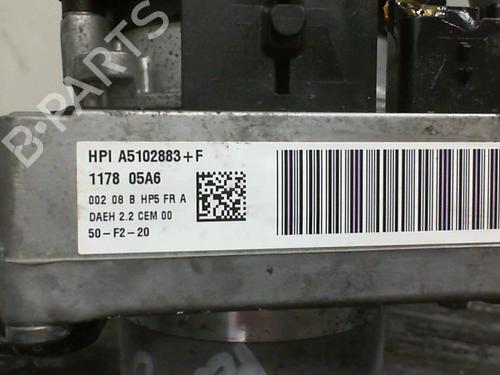 B-PARTS
HPI A5102883+F
1178 05A6
002 08 B HP5 FR A
DAEH 2.2 CEM 00
50-F2-20